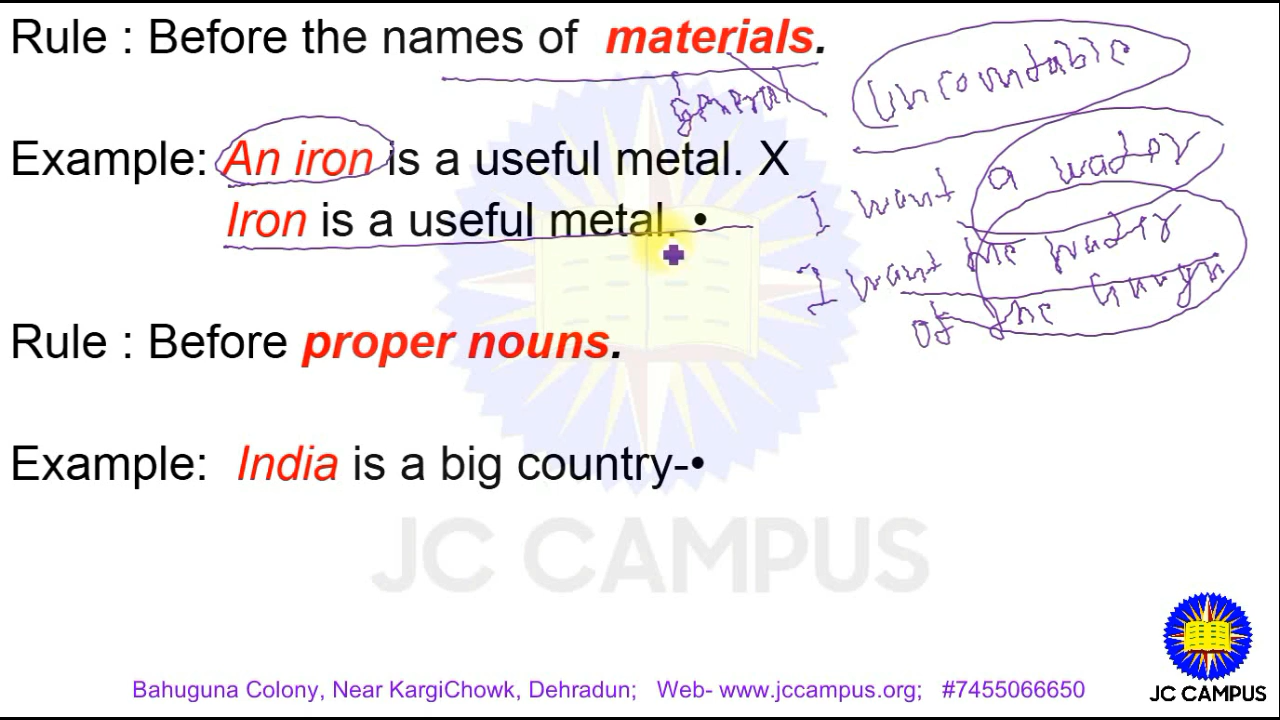 Rule : Before the names of materials.
general
Uncountable
Example: An iron is a useful metal. X
I want a water
Iron is a useful metal. •
I want the water
of the Ganga
Rule : Before proper nouns.
Example: India is a big country-•
JC CAMPUS
Bahuguna Colony, Near KargiChowk, Dehradun; Web- www.jccampus.org; #7455066650
JC CAMPUS